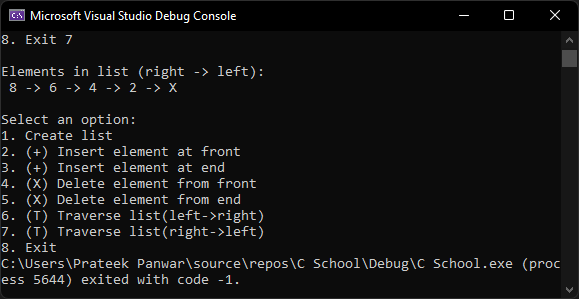 Microsoft Visual Studio Debug Console
8. Exit 7
Elements in list (right -> left):
 8 -> 6 -> 4 -> 2 -> X
Select an option:
1. Create list
2. (+) Insert element at front
3. (+) Insert element at end
4. (X) Delete element from front
5. (X) Delete element from end
6. (T) Traverse list(left->right)
7. (T) Traverse list(right->left)
8. Exit
C:\Users\Prateek Panwar\source\repos\C School\Debug\C School.exe (proc
ess 5644) exited with code -1.